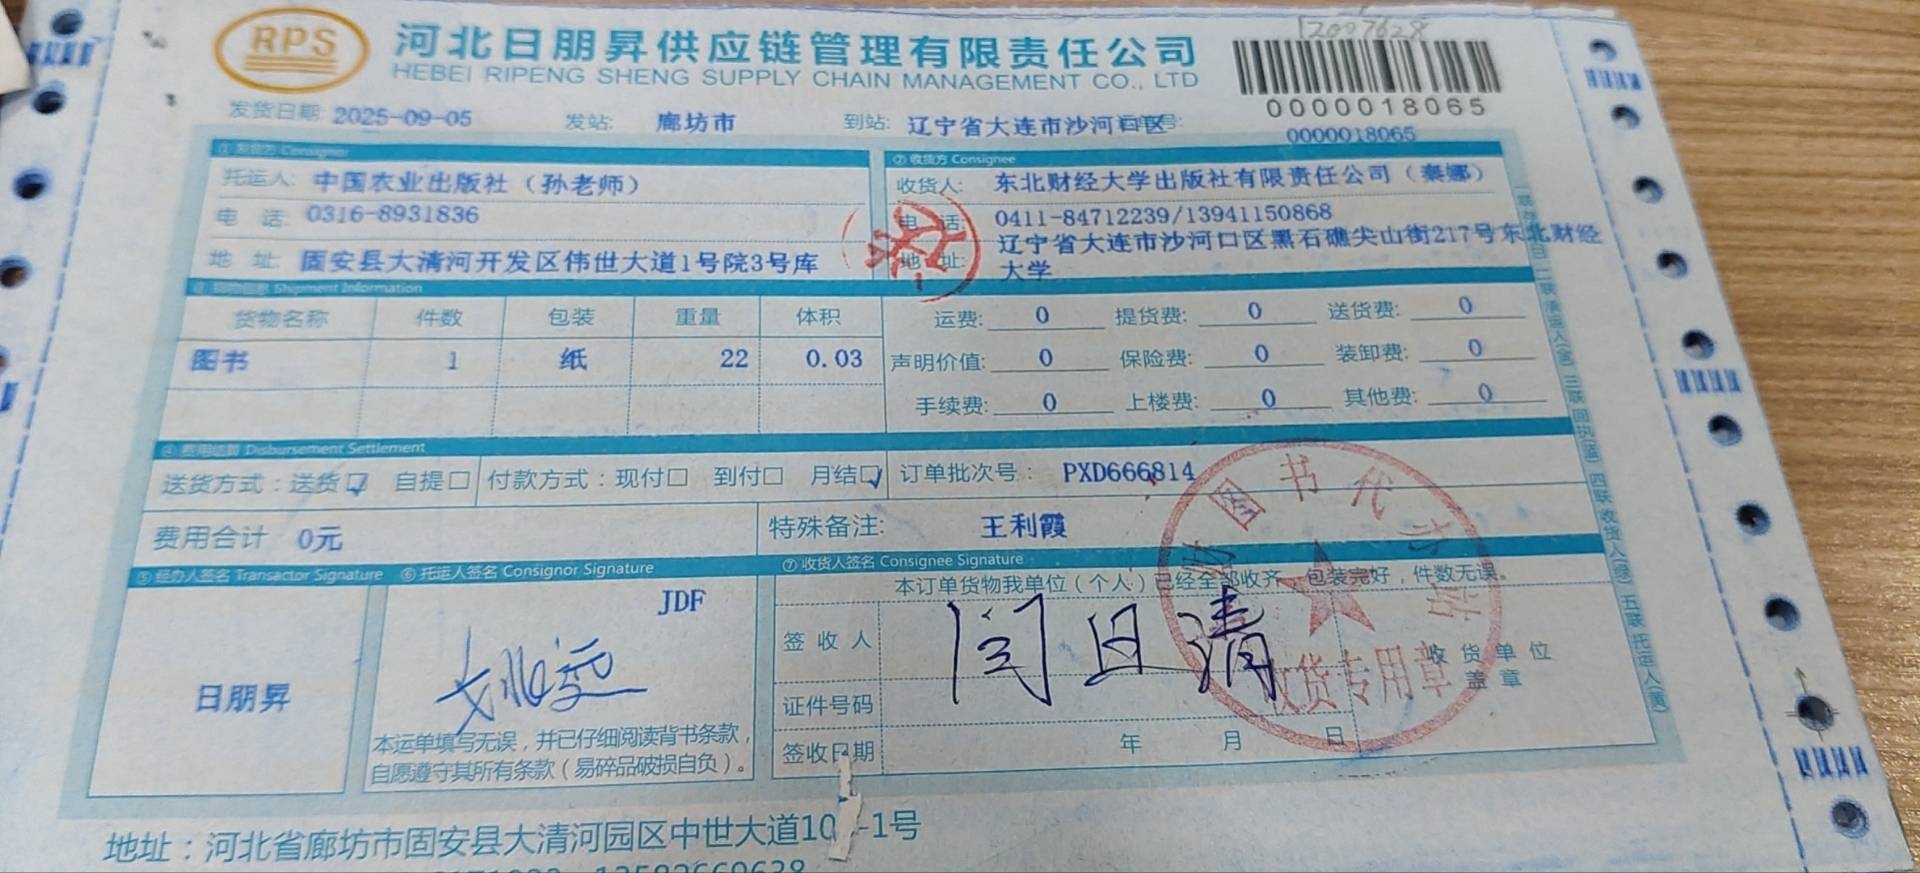 12007628
RPS
河北日朋昇供应链管理有限责任公司
HEBEI RIPENG SHENG SUPPLY CHAIN MANAGEMENT CO., LTD
0000018065
发货日期: 2025-09-05 发站: 廊坊市 到站: 辽宁省大连市沙河口区 0000018065
① 发货方 Consignor ② 收货方 Consignee
托运人: 中国农业出版社（孙老师） 收货人: 东北财经大学出版社有限责任公司（秦娜）
电 话: 0316-8931836 电 话: 0411-84712239/13941150868
地 址: 固安县大清河开发区伟世大道1号院3号库 地 址: 辽宁省大连市沙河口区黑石礁尖山街217号东北财经大学
③ 货物信息 Shipment Information
货物名称 件数 包装 重量 体积 运费: 0 提货费: 0 送货费: 0
图书 1 纸 22 0.03 声明价值: 0 保险费: 0 装卸费: 0
手续费: 0 上楼费: 0 其他费: 0
④ 费用结算 Disbursement Settlement
送货方式：送货☑ 自提☐ 付款方式：现付☐ 到付☐ 月结☑ 订单批次号： PXD666814
费用合计 0元 特殊备注: 王利霞
⑤ 经办人签名 Transactor Signature ⑥ 托运人签名 Consignor Signature ⑦ 收货人签名 Consignee Signature
本订单货物我单位（个人）已经全部收齐，包装完好，件数无误。
JDF
日朋昇
签 收 人 闫日清
收 货 单 位
盖 章
证件号码
签收日期 年 月 日
本运单填写无误，并已仔细阅读背书条款，
自愿遵守其所有条款（易碎品破损自负）。
图书代办站
收货专用章
地址：河北省廊坊市固安县大清河园区中世大道10 -1号